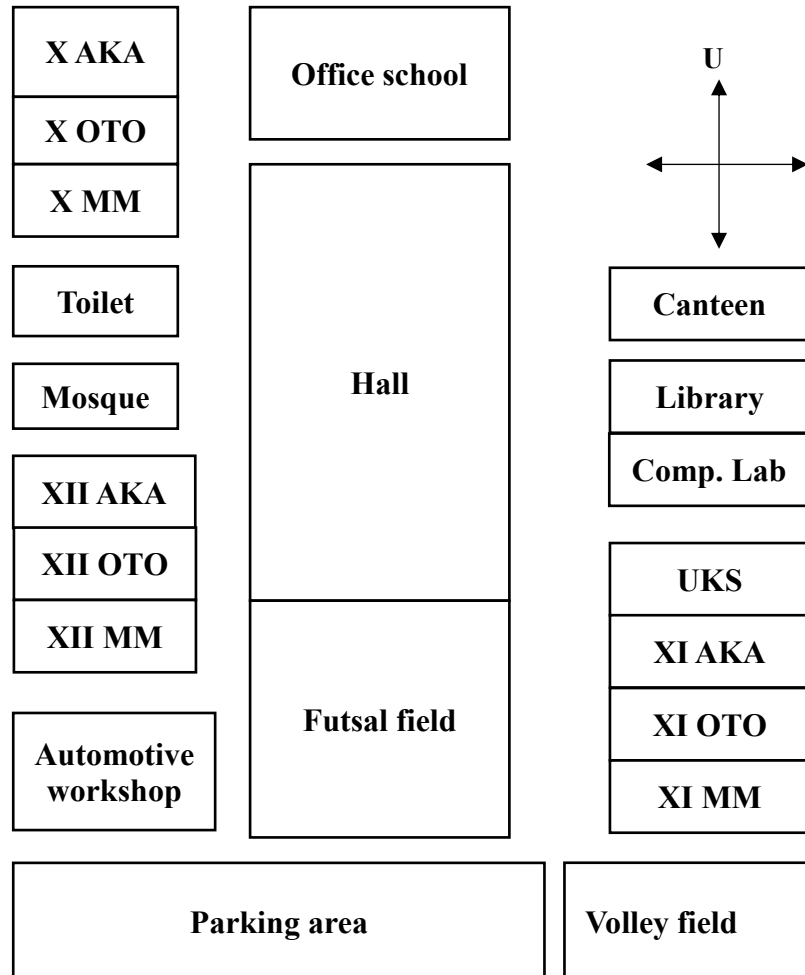 X AKA
X OTO
X MM
Toilet
Mosque
XII AKA
XII OTO
XII MM
Automotive
workshop
Office school
Hall
Futsal field
U
Canteen
Library
Comp. Lab
UKS
XI AKA
XI OTO
XI MM
Parking area
Volley field